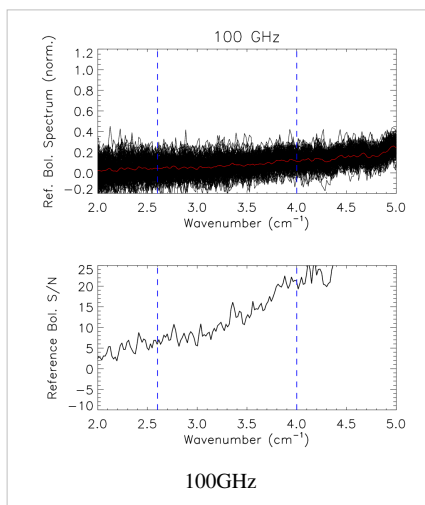 100 GHz
Ref. Bol. Spectrum (norm.)
1.2
1.0
0.8
0.6
0.4
0.2
0.0
−0.2
2.0 2.5 3.0 3.5 4.0 4.5 5.0
Wavenumber (cm⁻¹)
Reference Bol. S/N
25
20
15
10
5
0
−5
−10
2.0 2.5 3.0 3.5 4.0 4.5 5.0
Wavenumber (cm⁻¹)
100GHz